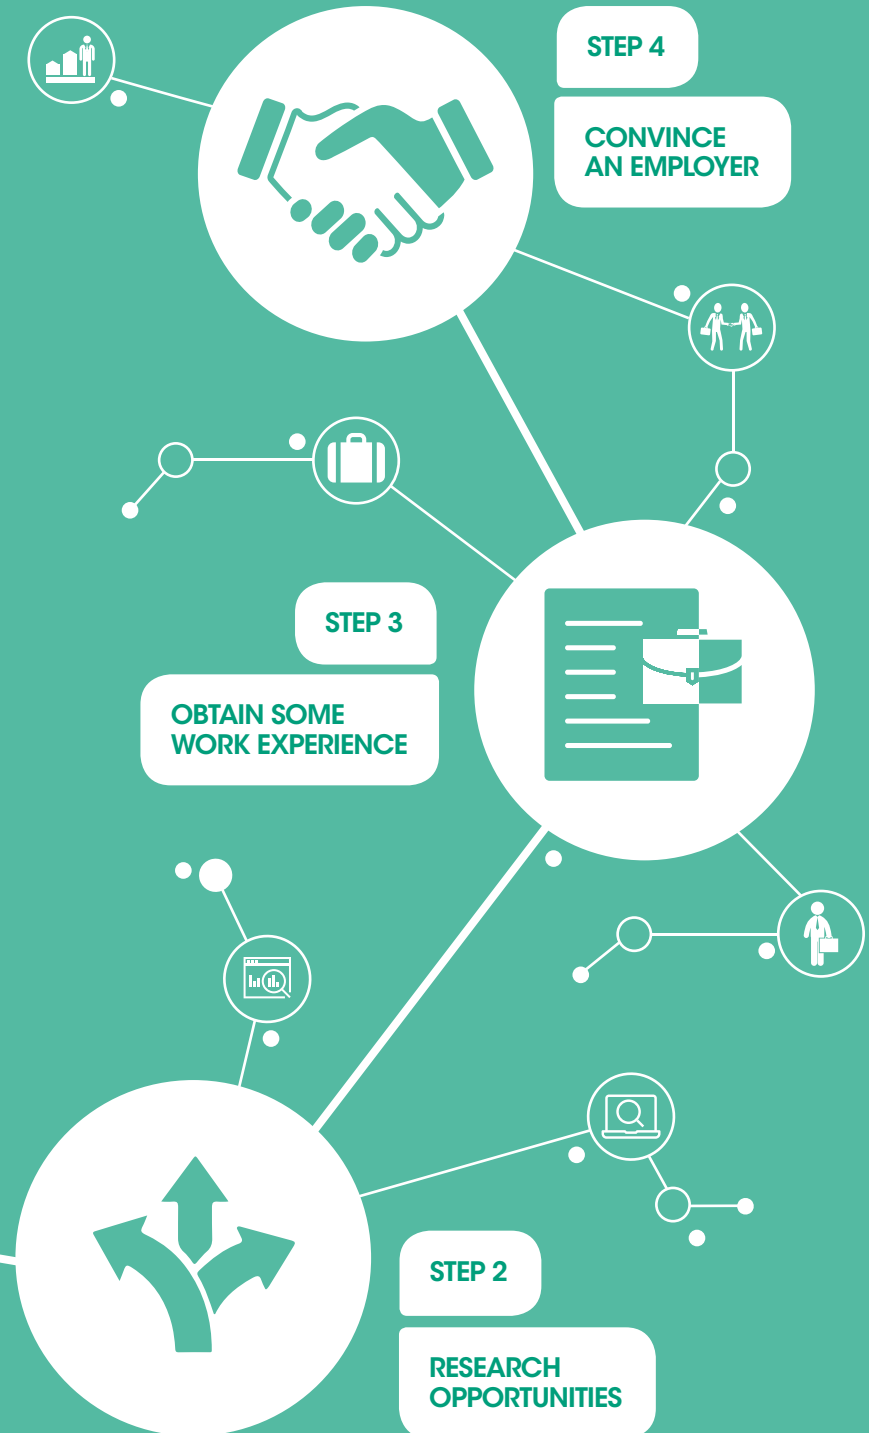 STEP 4
CONVINCE
AN EMPLOYER
STEP 3
OBTAIN SOME
WORK EXPERIENCE
STEP 2
RESEARCH
OPPORTUNITIES